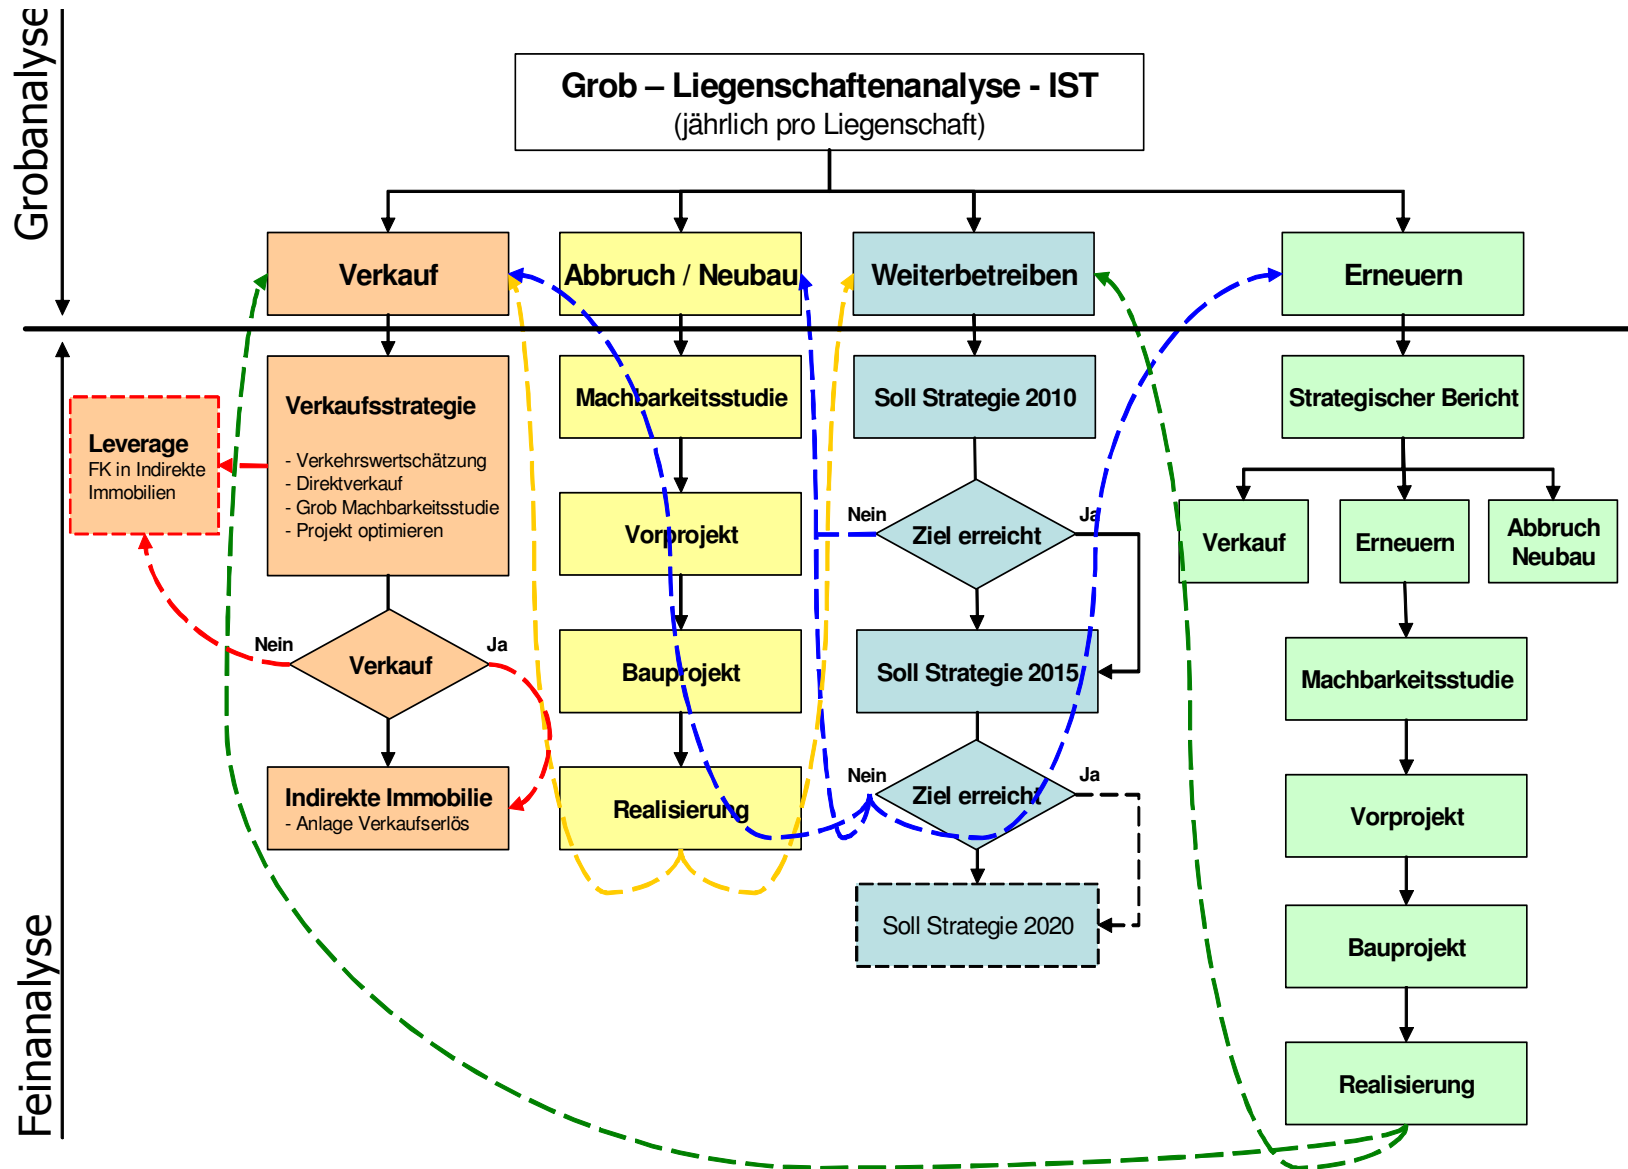 Grobanalyse
Grob – Liegenschaftenanalyse - IST
(jährlich pro Liegenschaft)
Verkauf
Abbruch / Neubau
Weiterbetreiben
Erneuern
Feinanalyse
Leverage
FK in Indirekte
Immobilien
Verkaufsstrategie
- Verkehrswertschätzung
- Direktverkauf
- Grob Machbarkeitsstudie
- Projekt optimieren
Nein
Verkauf
Ja
Indirekte Immobilie
- Anlage Verkaufserlös
Machbarkeitsstudie
Vorprojekt
Bauprojekt
Realisierung
Soll Strategie 2010
Nein
Ziel erreicht
Ja
Soll Strategie 2015
Nein
Ziel erreicht
Ja
Soll Strategie 2020
Strategischer Bericht
Verkauf
Erneuern
Abbruch
Neubau
Machbarkeitsstudie
Vorprojekt
Bauprojekt
Realisierung